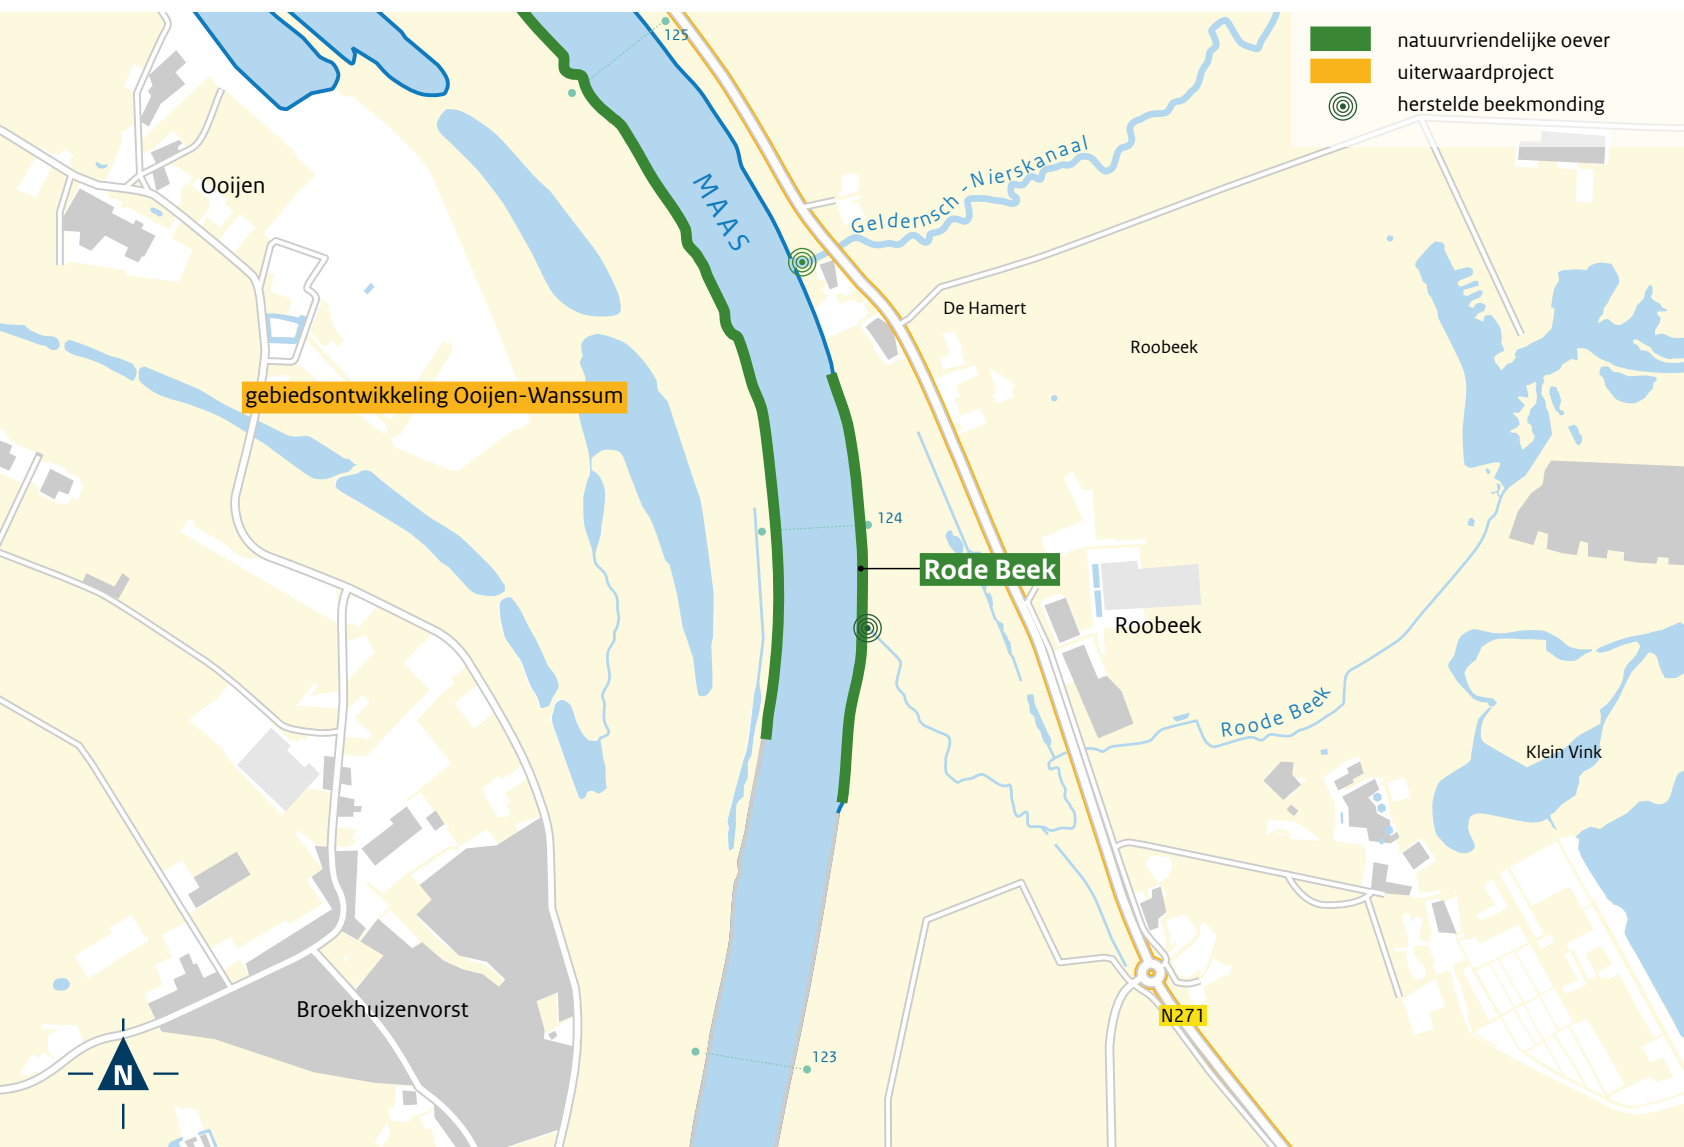 125
natuurvriendelijke oever
uiterwaardproject
herstelde beekmonding
Ooijen
MAAS
Geldernsch-Nierskanaal
De Hamert
Roobeek
gebiedsontwikkeling Ooijen-Wanssum
124
Rode Beek
Roobeek
Roode Beek
Klein Vink
Broekhuizenvorst
N271
123
N